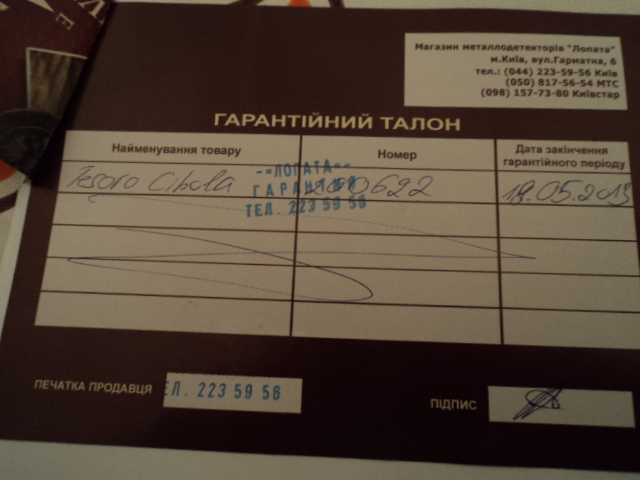 Магазин металлодетекторів "Лопата"
м.Київ, вул.Гарматна, 6
тел.: (044) 223-59-56 Київ
(050) 817-56-54 МТС
(098) 157-73-80 Київстар
ГАРАНТІЙНИЙ ТАЛОН
Найменування товару
Номер
Дата закінчення
гарантійного періоду
Tesoro Cibola
622
18.05.2013
-=ЛОПАТА=-
ГАРАНТІЯ
ТЕЛ. 223 59 56
ПЕЧАТКА ПРОДАВЦЯ
ЕЛ. 223 59 56
ПІДПИС